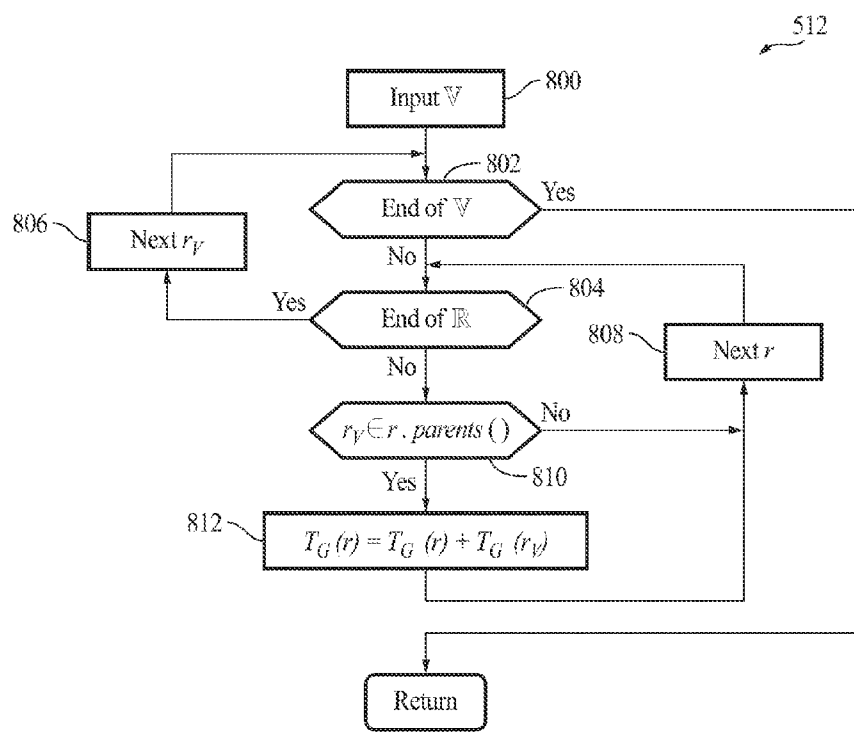 512
Input 𝕍
800
802
End of 𝕍
Yes
806
Next r_V
No
Yes
End of ℝ
804
808
Next r
No
r_V ∈ r . parents ( )
No
Yes
810
812
T_G (r) = T_G (r) + T_G (r_V)
Return